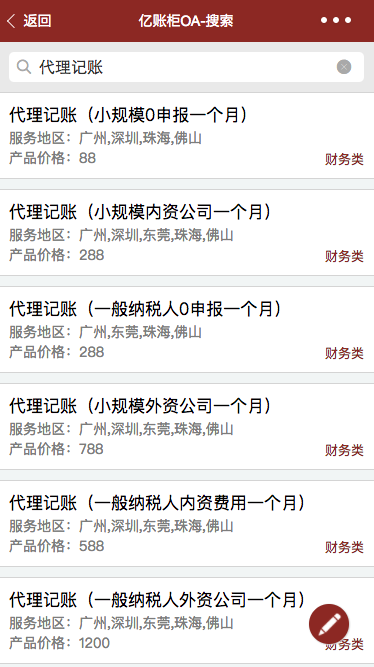 返回
亿账柜OA-搜索
代理记账
代理记账（小规模0申报一个月）
服务地区：广州,深圳,珠海,佛山
产品价格：88
财务类
代理记账（小规模内资公司一个月）
服务地区：广州,深圳,东莞,珠海,佛山
产品价格：288
财务类
代理记账（一般纳税人0申报一个月）
服务地区：广州,东莞,珠海,佛山
产品价格：288
财务类
代理记账（小规模外资公司一个月）
服务地区：广州,深圳,东莞,珠海,佛山
产品价格：788
财务类
代理记账（一般纳税人内资费用一个月）
服务地区：广州,深圳,东莞,珠海,佛山
产品价格：588
财务类
代理记账（一般纳税人外资公司一个月）
服务地区：广州,深圳,东莞,珠海,佛山
产品价格：1200
财务类